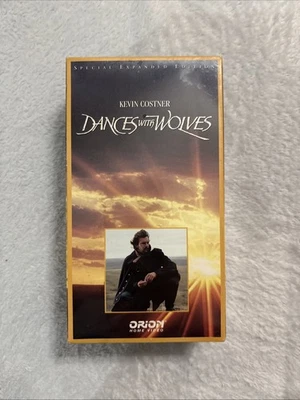 SPECIAL EXPANDED EDITION
KEVIN COSTNER
DANCES WITH WOLVES
ORION
HOME VIDEO